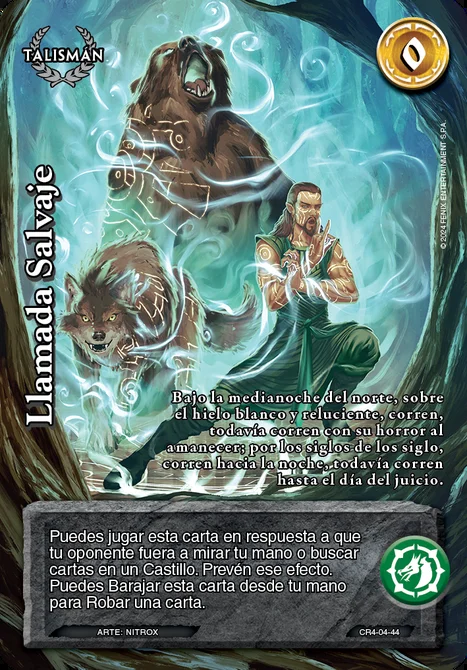 TALISMÁN
0
© 2024 FENIX ENTERTAINMENT S.P.A.
Llamada Salvaje
Bajo la medianoche del norte, sobre
el hielo blanco y reluciente, corren,
todavía corren con su horror al
amanecer; por los siglos de los siglo,
corren hacia la noche, todavía corren
hasta el día del juicio.
Puedes jugar esta carta en respuesta a que
tu oponente fuera a mirar tu mano o buscar
cartas en un Castillo. Prevén ese efecto.
Puedes Barajar esta carta desde tu mano
para Robar una carta.
ARTE: NITROX
CR4-04-44